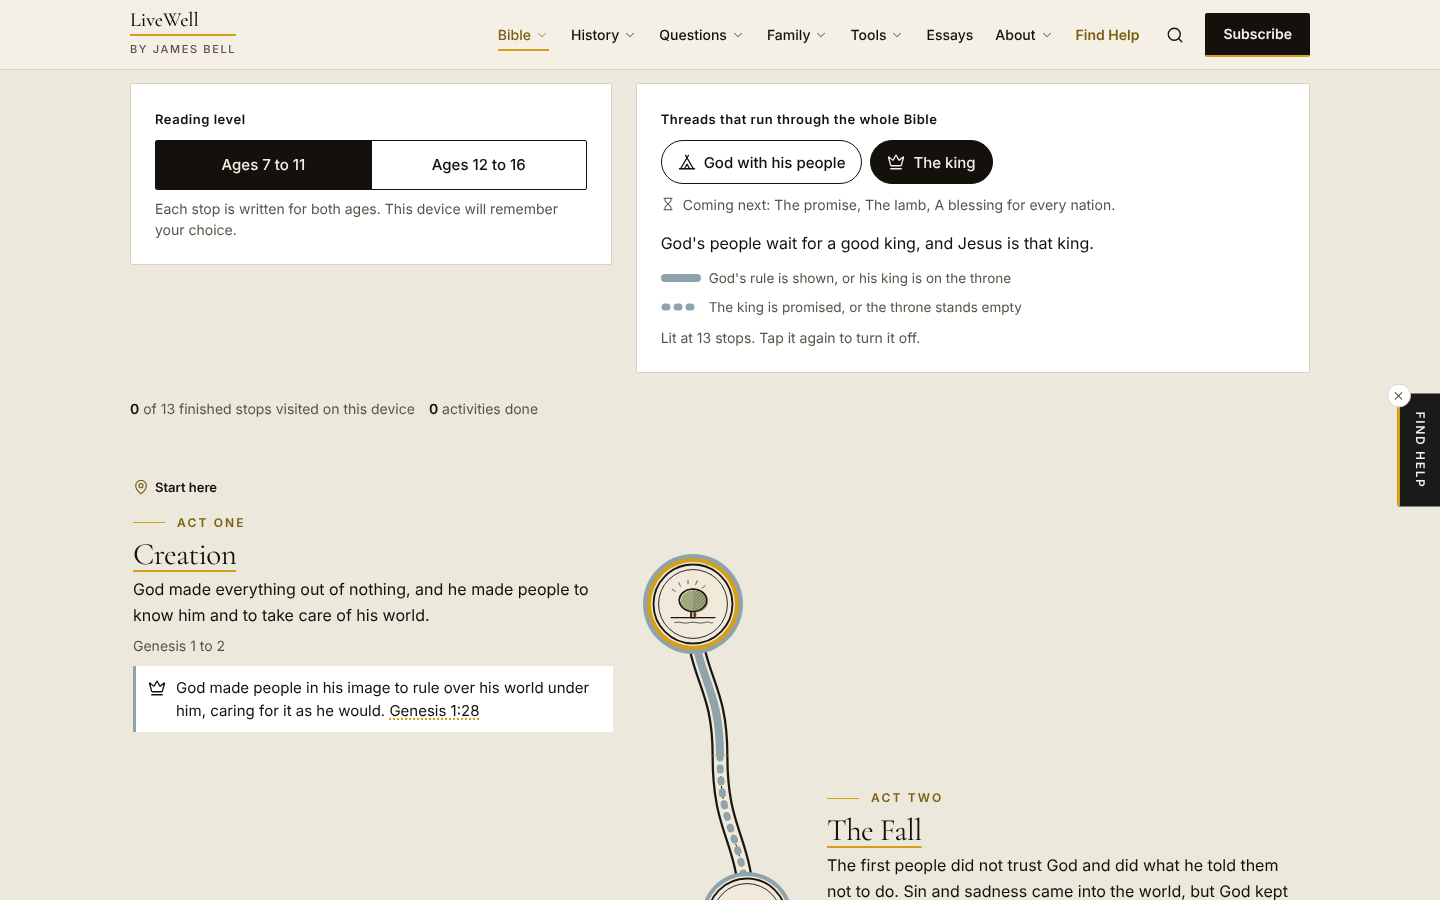 LiveWell
BY JAMES BELL
Bible
History
Questions
Family
Tools
Essays
About
Find Help
Subscribe
Reading level
Ages 7 to 11
Ages 12 to 16
Each stop is written for both ages. This device will remember
your choice.
Threads that run through the whole Bible
God with his people
The king
Coming next: The promise, The lamb, A blessing for every nation.
God's people wait for a good king, and Jesus is that king.
God's rule is shown, or his king is on the throne
The king is promised, or the throne stands empty
Lit at 13 stops. Tap it again to turn it off.
0 of 13 finished stops visited on this device 0 activities done
FIND HELP
Start here
ACT ONE
Creation
God made everything out of nothing, and he made people to
know him and to take care of his world.
Genesis 1 to 2
God made people in his image to rule over his world under
him, caring for it as he would. Genesis 1:28
ACT TWO
The Fall
The first people did not trust God and did what he told them
not to do. Sin and sadness came into the world, but God kept